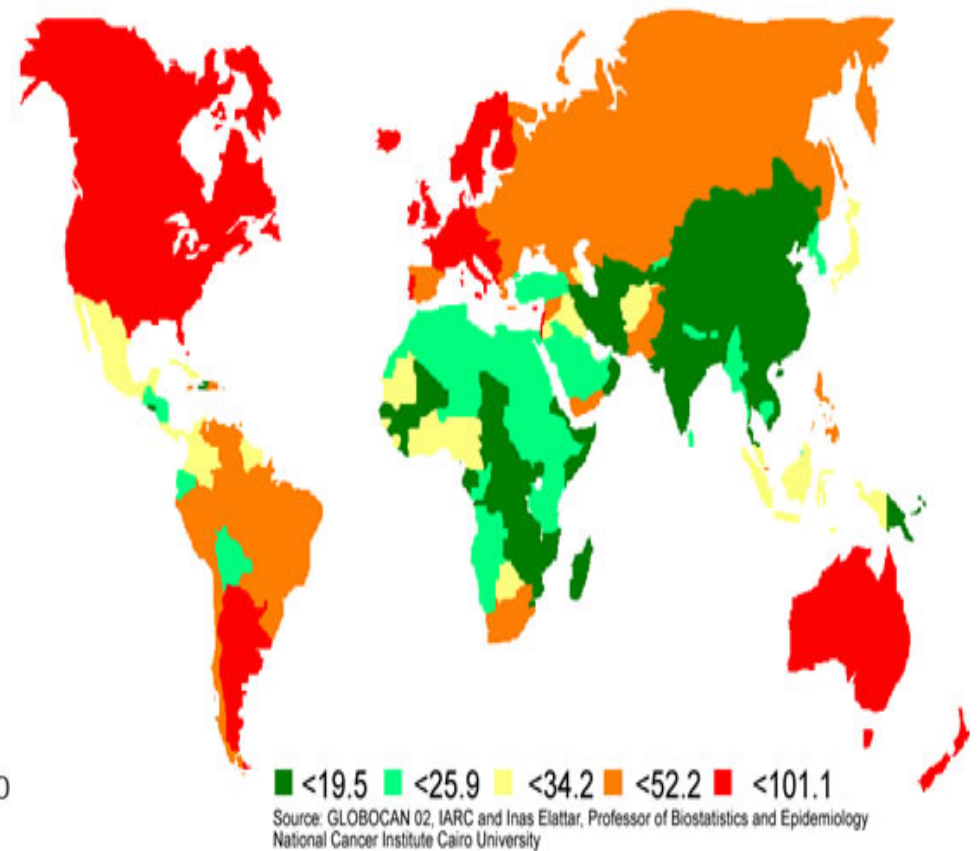 0
<19.5 <25.9 <34.2 <52.2 <101.1
Source: GLOBOCAN 02, IARC and Inas Elattar, Professor of Biostatistics and Epidemiology
National Cancer Institute Cairo University